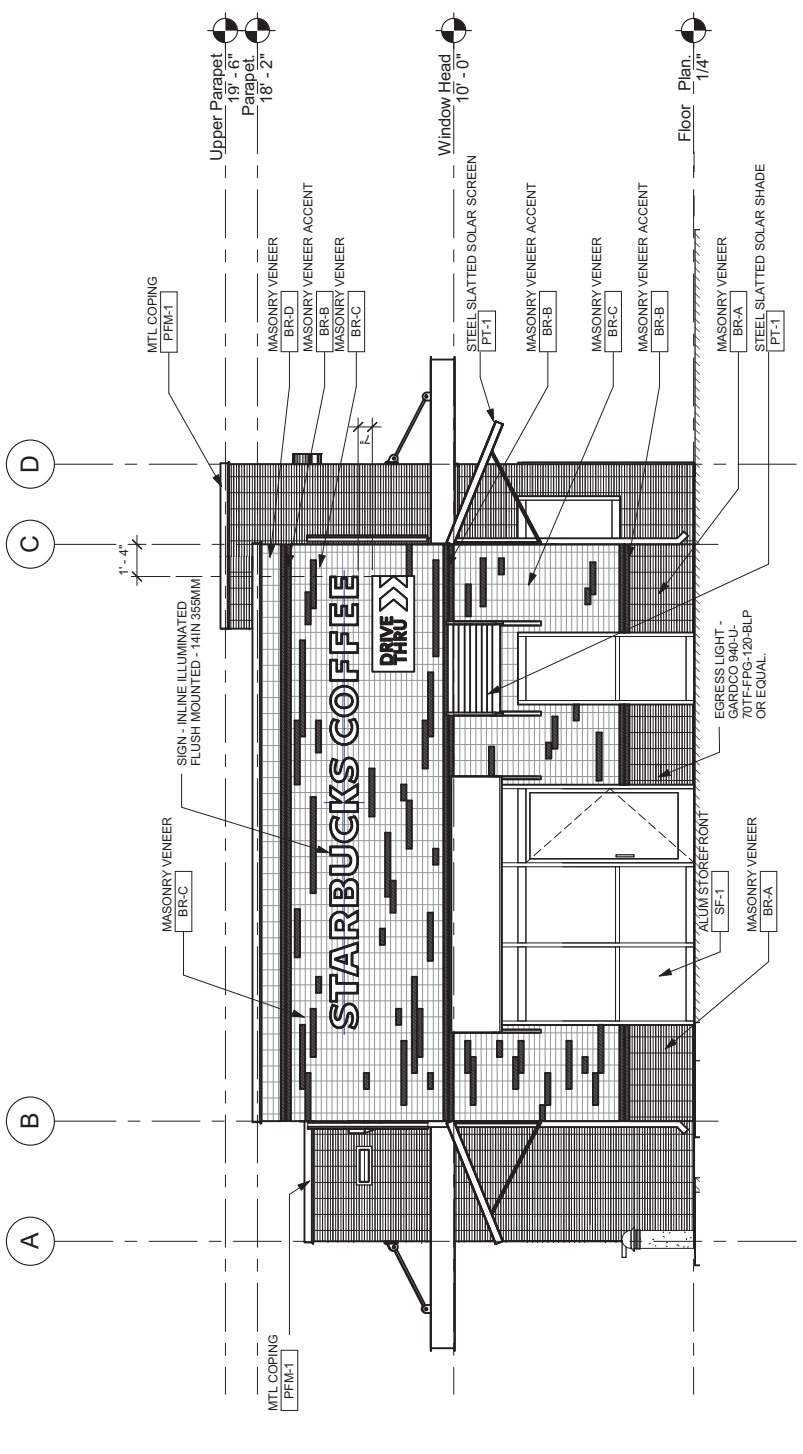 A
B
C
D
MTL COPING
PFM-1
MASONRY VENEER
BR-C
SIGN - INLINE ILLUMINATED
FLUSH MOUNTED - 14IN 355MM
1' - 4"
MTL COPING
PFM-1
Upper Parapet
19' - 6"
Parapet.
18' - 2"
MASONRY VENEER
BR-D
MASONRY VENEER ACCENT
BR-B
MASONRY VENEER
BR-C
7"
STARBUCKS COFFEE
DRIVE
THRU
Window Head
10' - 0"
STEEL SLATTED SOLAR SCREEN
PT-1
MASONRY VENEER ACCENT
BR-B
MASONRY VENEER
BR-C
MASONRY VENEER ACCENT
BR-B
MASONRY VENEER
BR-A
STEEL SLATTED SOLAR SHADE
PT-1
Floor Plan.
1/4"
ALUM STOREFRONT
SF-1
MASONRY VENEER
BR-A
EGRESS LIGHT -
GARDCO 940-U-
70TF-FPG-120-BLP
OR EQUAL.